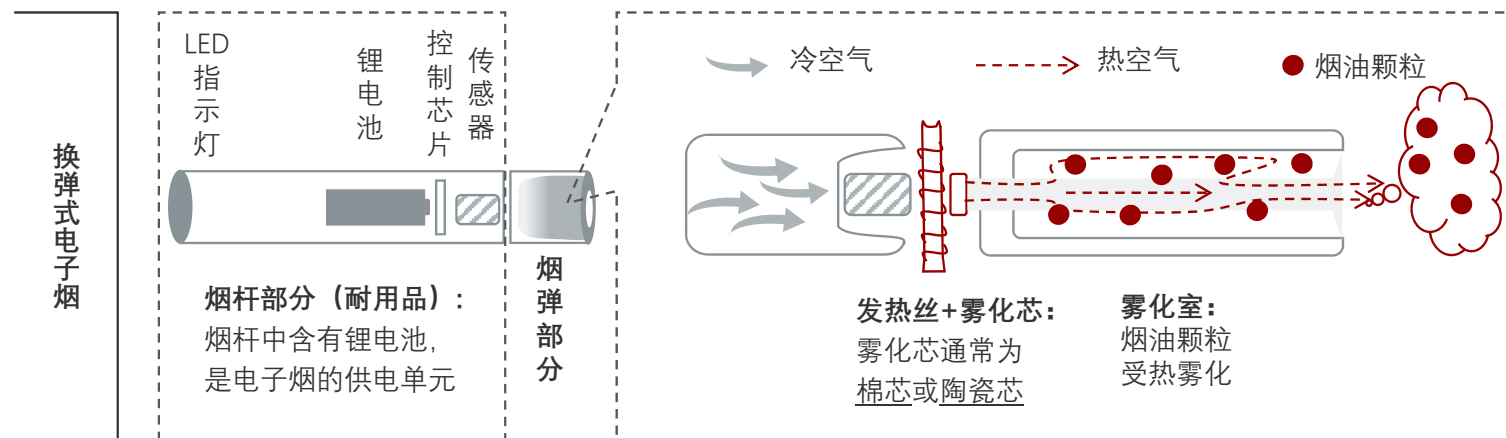 换弹式电子烟
LED
指示灯
锂电池
控制芯片
传感器
冷空气
热空气
烟油颗粒
烟杆部分（耐用品）：
烟杆中含有锂电池，
是电子烟的供电单元
烟弹部分
发热丝+雾化芯：
雾化芯通常为
棉芯或陶瓷芯
雾化室：
烟油颗粒
受热雾化